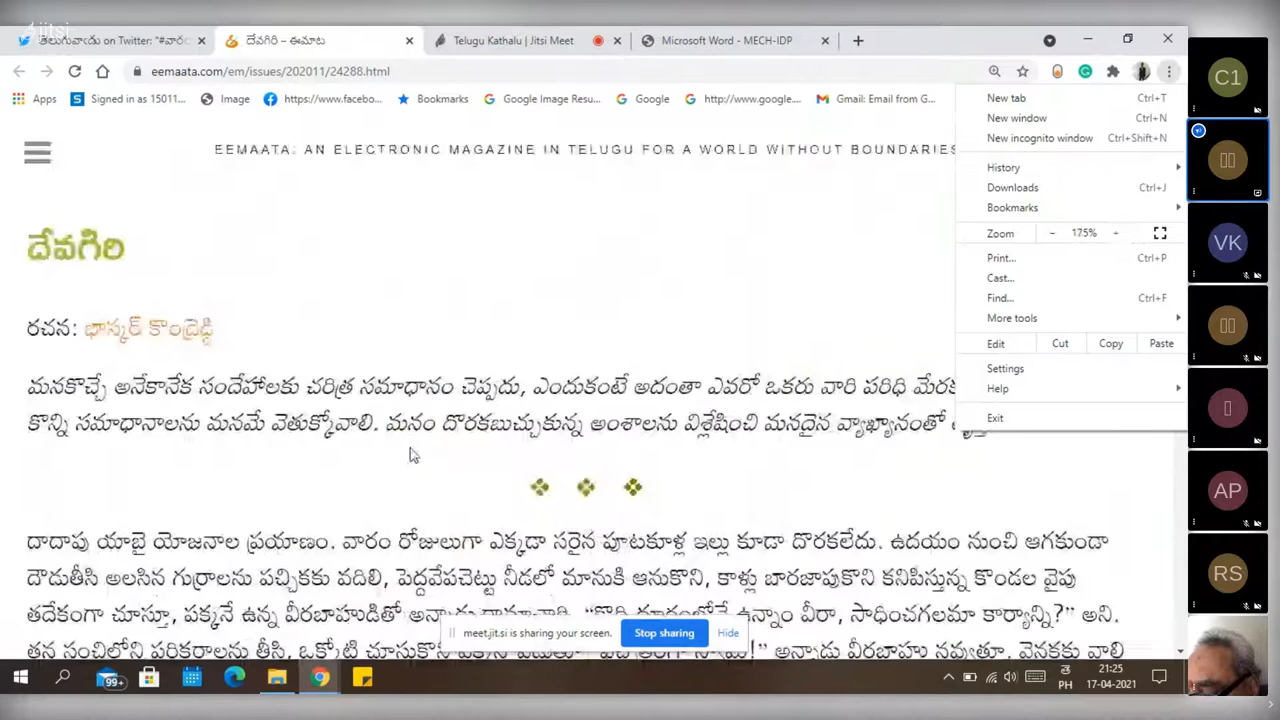 jitsi
తెలుగువాడు on Twitter: "#వార
దేవగిరి – ఈమాట
Telugu Kathalu | Jitsi Meet
Microsoft Word - MECH-IDP
eemaata.com/em/issues/202011/24288.html
Apps
Signed in as 15011...
Image
https://www.facebo...
Bookmarks
Google Image Resu...
Google
http://www.google....
Gmail: Email from G...
New tab Ctrl+T
New window Ctrl+N
New incognito window Ctrl+Shift+N
History
Downloads Ctrl+J
Bookmarks
Zoom - 175% +
Print... Ctrl+P
Cast...
Find... Ctrl+F
More tools
Edit Cut Copy Paste
Settings
Help
Exit
EEMAATA: AN ELECTRONIC MAGAZINE IN TELUGU FOR A WORLD WITHOUT BOUNDARIES
దేవగిరి
రచన: భాస్కర్ కొంద్రెడ్డి
మనకొచ్చే అనేకానేక సందేహాలకు చరిత్ర సమాధానం చెప్పదు, ఎందుకంటే అదంతా ఎవరో ఒకరు వారి పరిధి మేరక
కొన్ని సమాధానాలను మనమే వెతుక్కోవాలి. మనం దొరకబుచ్చుకున్న అంశాలను విశ్లేషించి మనదైన వ్యాఖ్యానంతో
దాదాపు యాభై యోజనాల ప్రయాణం. వారం రోజులుగా ఎక్కడా సరైన పూటకూళ్ల ఇల్లు కూడా దొరకలేదు. ఉదయం నుంచి ఆగకుండా
దౌడుతీసి అలసిన గుర్రాలను పచ్చికకు వదిలి, పెద్దవేపచెట్టు నీడలో మానుకి ఆనుకొని, కాళ్లు బారజాపుకొని కనిపిస్తున్న కొండల వైపు
తదేకంగా చూస్తూ, పక్కనే ఉన్న వీరబాహుడితో అన్నాడు "కొద్ది దూరంలోనే ఉన్నాం వీరా, సాధించగలమా కార్యాన్ని?" అని.
తన సంచిలోని పరికరాలను తీసి, ఒక్కోటి చూసుకొని అన్నాడు వీరబాహు నవ్వుతూ, వెనకకు వాలి
meet.jit.si is sharing your screen.
Stop sharing
Hide
C1
VK
AP
RS
99+
తె
PH
21:25
17-04-2021